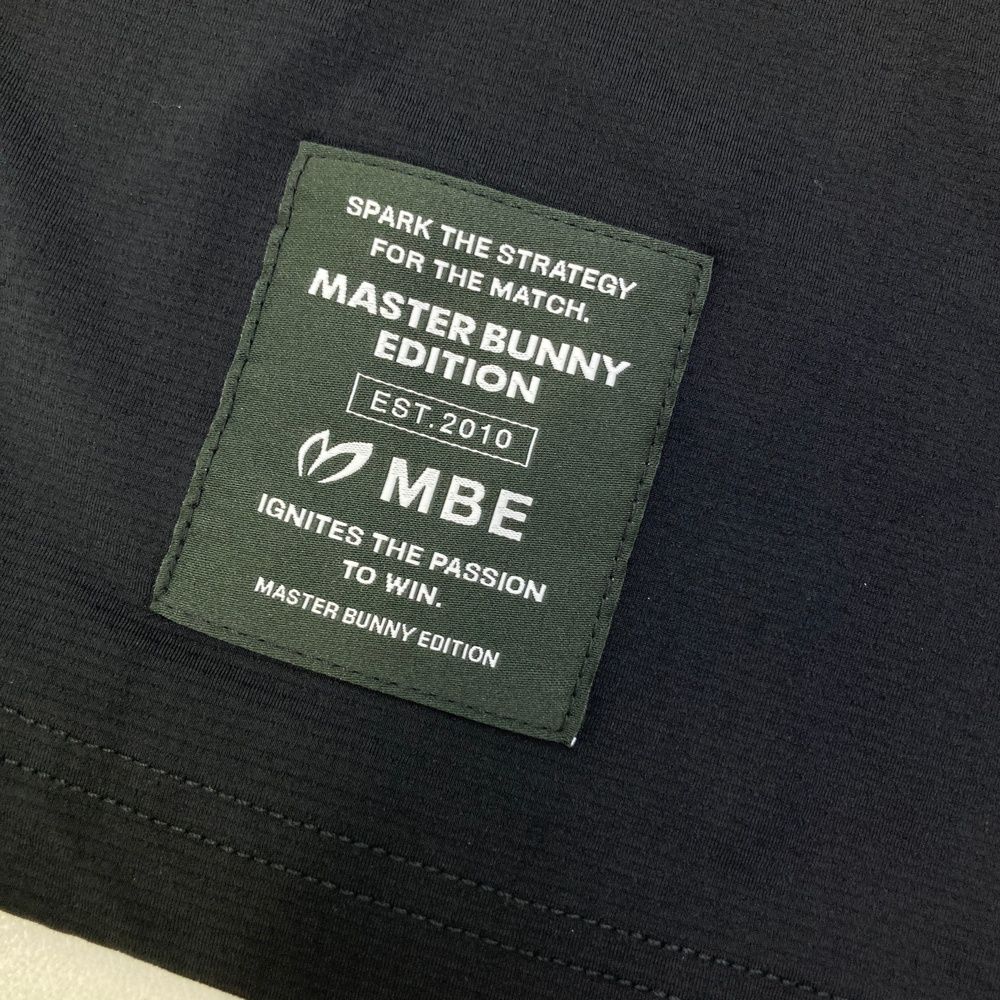 SPARK THE STRATEGY
FOR THE MATCH.
MASTER BUNNY
EDITION
EST.2010
MBE
IGNITES THE PASSION
TO WIN.
MASTER BUNNY EDITION